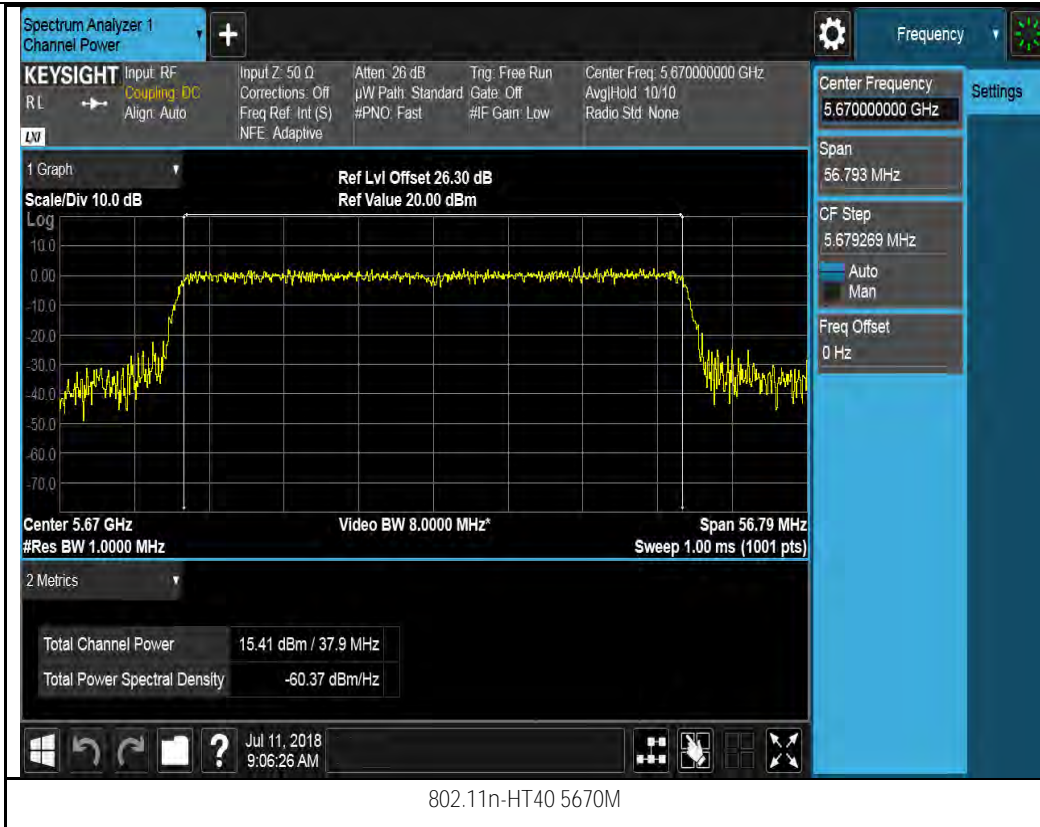 Spectrum Analyzer 1
Channel Power
+
Frequency
KEYSIGHT
RL
LXI
Input: RF
Coupling: DC
Align: Auto
Input Z: 50 Ω
Corrections: Off
Freq Ref: Int (S)
NFE: Adaptive
Atten: 26 dB
µW Path: Standard
#PNO: Fast
Trig: Free Run
Gate: Off
#IF Gain: Low
Center Freq: 5.670000000 GHz
Avg|Hold: 10/10
Radio Std: None
Center Frequency
5.670000000 GHz
Settings
Span
56.793 MHz
CF Step
5.679269 MHz
Auto
Man
Freq Offset
0 Hz
1 Graph
Scale/Div 10.0 dB
Ref Lvl Offset 26.30 dB
Ref Value 20.00 dBm
Log
10.0
0.00
-10.0
-20.0
-30.0
-40.0
-50.0
-60.0
-70.0
Center 5.67 GHz
Video BW 8.0000 MHz*
Span 56.79 MHz
#Res BW 1.0000 MHz
Sweep 1.00 ms (1001 pts)
2 Metrics
Total Channel Power 15.41 dBm / 37.9 MHz
Total Power Spectral Density -60.37 dBm/Hz
?
Jul 11, 2018
9:06:26 AM
802.11n-HT40 5670M